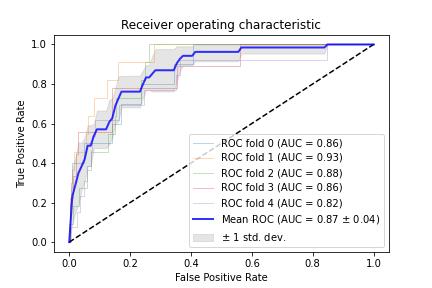 Receiver operating characteristic
True Positive Rate
1.0
0.8
0.6
0.4
0.2
0.0
ROC fold 0 (AUC = 0.86)
ROC fold 1 (AUC = 0.93)
ROC fold 2 (AUC = 0.88)
ROC fold 3 (AUC = 0.86)
ROC fold 4 (AUC = 0.82)
Mean ROC (AUC = 0.87 ± 0.04)
± 1 std. dev.
0.0 0.2 0.4 0.6 0.8 1.0
False Positive Rate